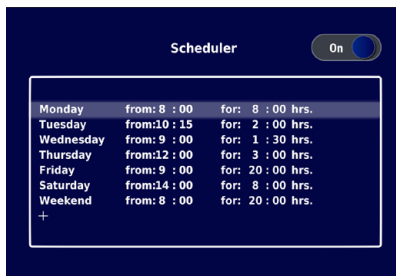 Scheduler
On
Monday from: 8 : 00 for: 8 : 00 hrs.
Tuesday from:10 : 15 for: 2 : 00 hrs.
Wednesday from: 9 : 00 for: 1 : 30 hrs.
Thursday from:12 : 00 for: 3 : 00 hrs.
Friday from: 9 : 00 for: 20 : 00 hrs.
Saturday from:14 : 00 for: 8 : 00 hrs.
Weekend from: 8 : 00 for: 20 : 00 hrs.
+